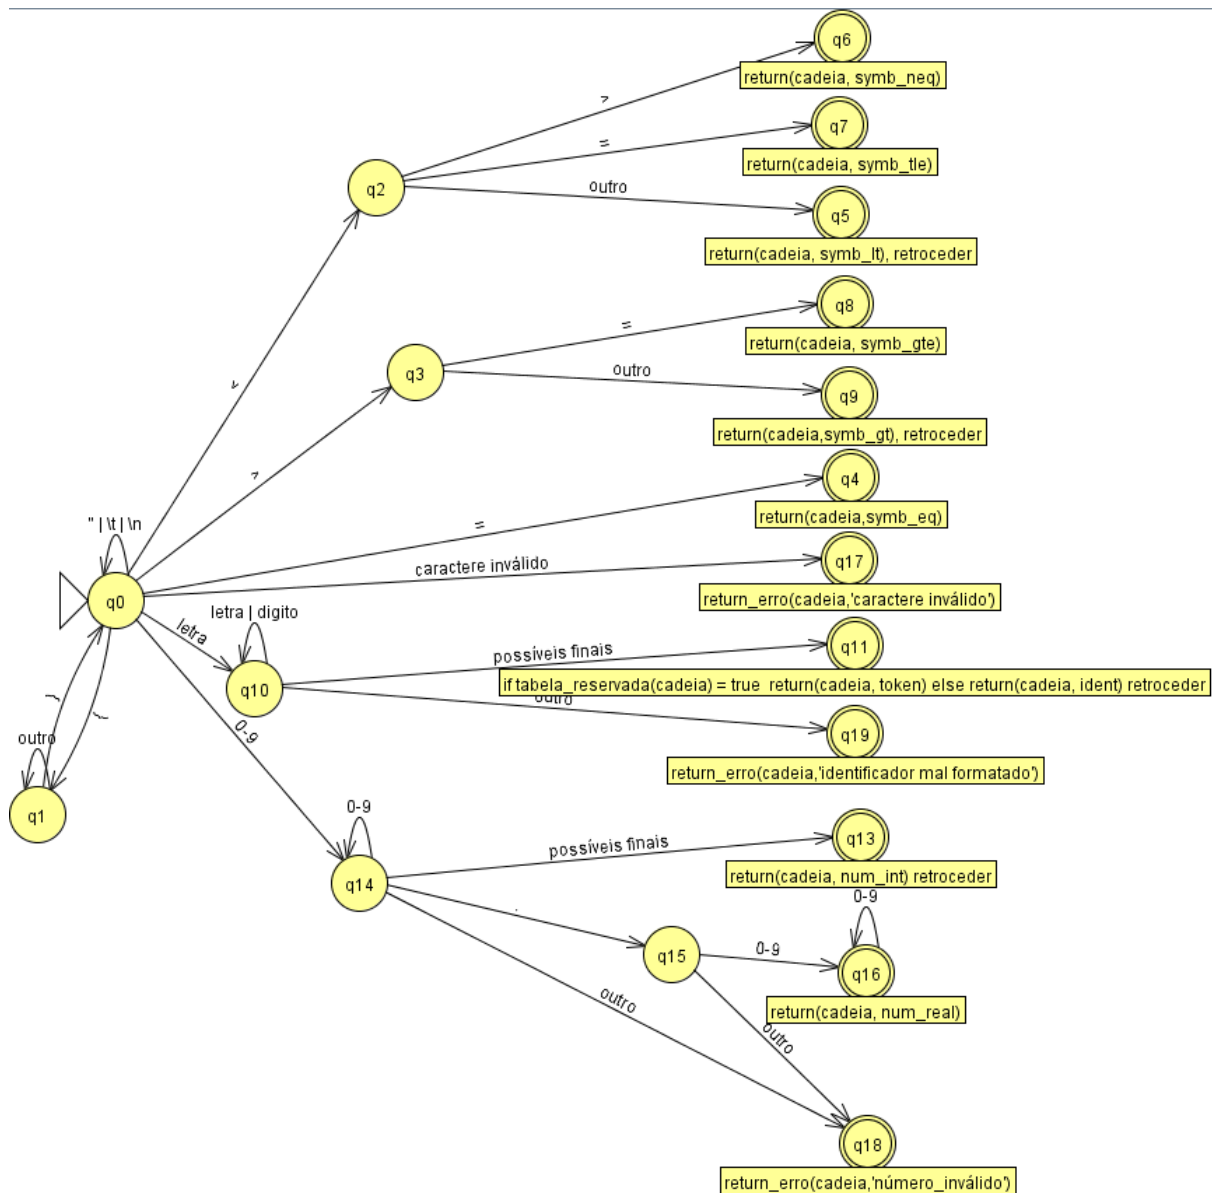 q6
return(cadeia, symb_neq)
>
q7
=
return(cadeia, symb_tle)
q2
outro
q5
return(cadeia, symb_lt), retroceder
q8
=
return(cadeia, symb_gte)
q3
outro
<
q9
return(cadeia,symb_gt), retroceder
>
q4
=
return(cadeia,symb_eq)
" | \t | \n
caractere inválido
q17
q0
return_erro(cadeia,'caractere inválido')
letra | digito
letra
possíveis finais
q11
q10
if tabela_reservada(cadeia) = true return(cadeia, token) else return(cadeia, ident) retroceder
outro
}
{
0-9
q19
outro
return_erro(cadeia,'identificador mal formatado')
q1
0-9
possíveis finais
q13
return(cadeia, num_int) retroceder
q14
.
0-9
q15
0-9
q16
outro
return(cadeia, num_real)
outro
q18
return_erro(cadeia,'número_inválido')